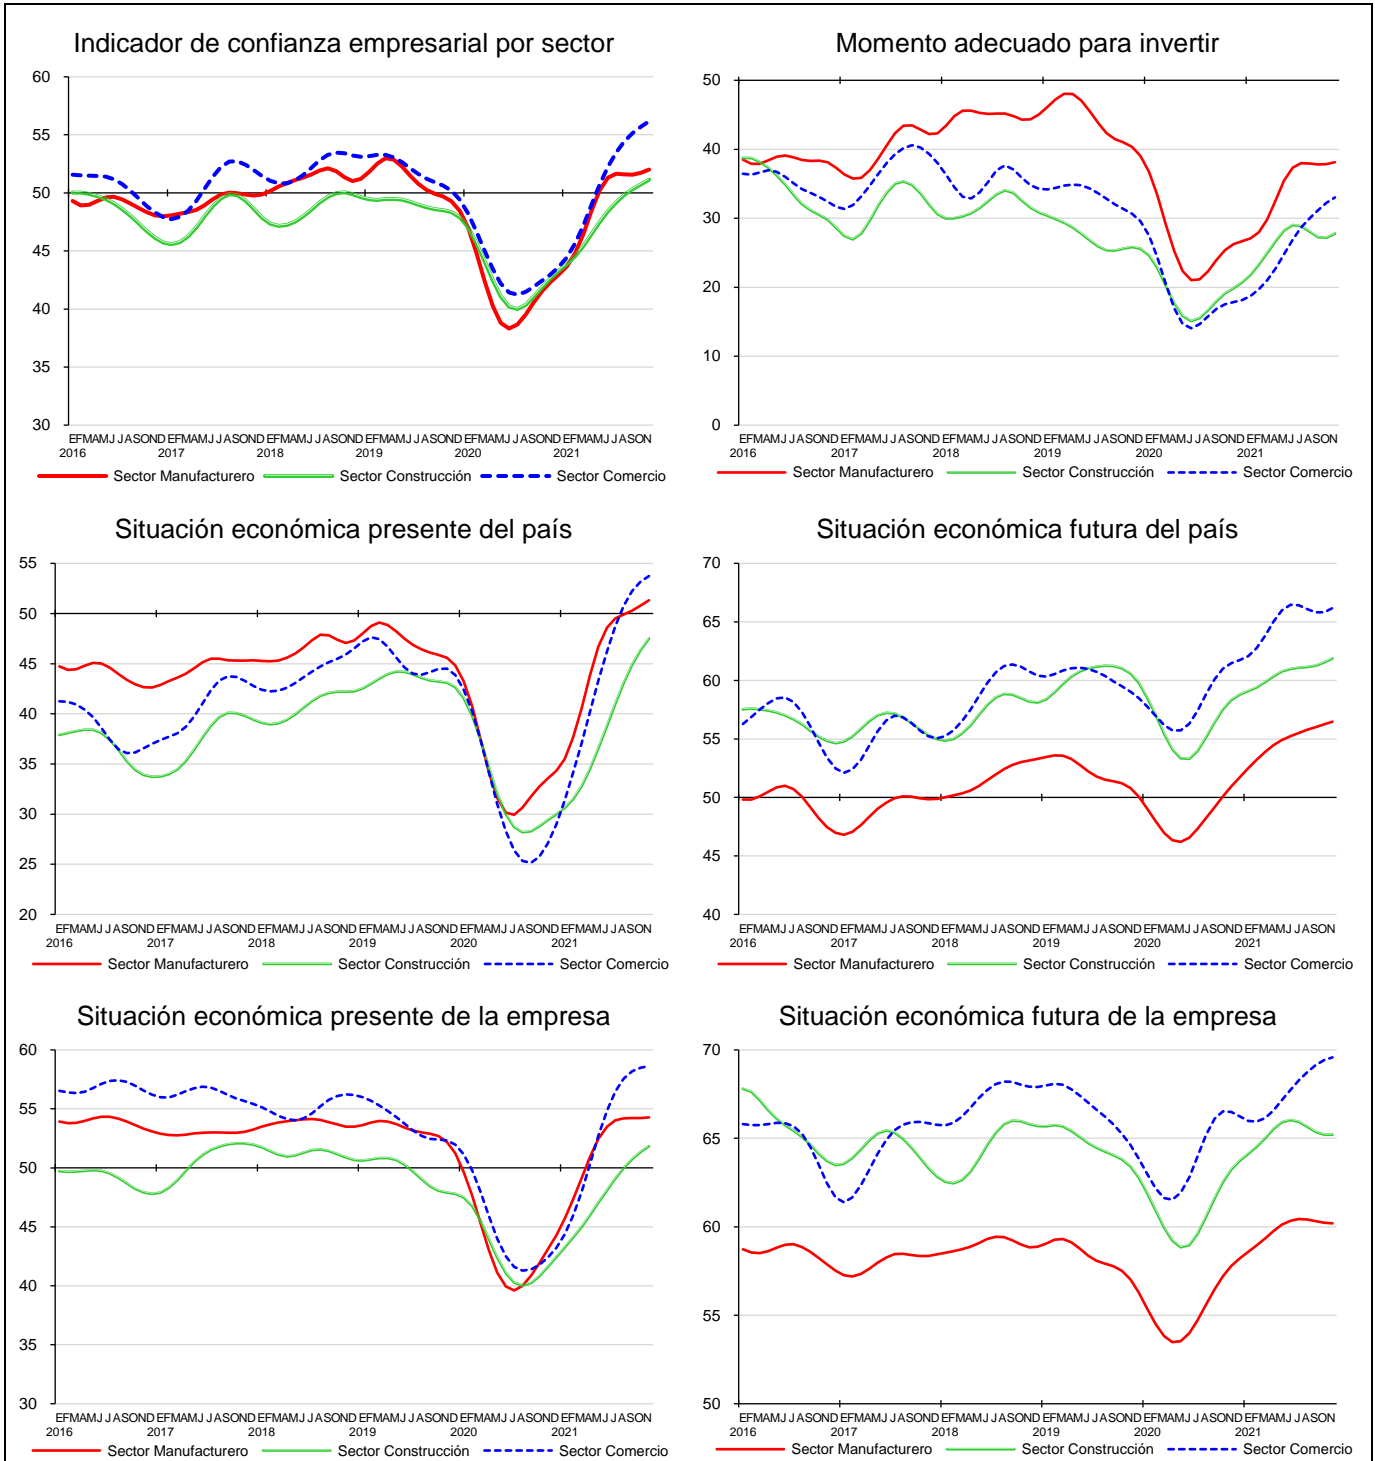 Indicador de confianza empresarial por sector
60
55
50
45
40
35
30
EFMAMJ JASOND EFMAMJ JASOND EFMAMJ JASOND EFMAMJ JASOND EFMAMJ JASOND EFMAMJ JASON
2016 2017 2018 2019 2020 2021
Sector Manufacturero Sector Construcción Sector Comercio
Momento adecuado para invertir
50
40
30
20
10
0
EFMAMJ JASOND EFMAMJ JASOND EFMAMJ JASOND EFMAMJ JASOND EFMAMJ JASOND EFMAMJ JASON
2016 2017 2018 2019 2020 2021
Sector Manufacturero Sector Construcción Sector Comercio
Situación económica presente del país
55
50
45
40
35
30
25
20
EFMAMJ JASOND EFMAMJ JASOND EFMAMJ JASOND EFMAMJ JASOND EFMAMJ JASOND EFMAMJ JASON
2016 2017 2018 2019 2020 2021
Sector Manufacturero Sector Construcción Sector Comercio
Situación económica futura del país
70
65
60
55
50
45
40
EFMAMJ JASOND EFMAMJ JASOND EFMAMJ JASOND EFMAMJ JASOND EFMAMJ JASOND EFMAMJ JASON
2016 2017 2018 2019 2020 2021
Sector Manufacturero Sector Construcción Sector Comercio
Situación económica presente de la empresa
60
55
50
45
40
35
30
EFMAMJ JASOND EFMAMJ JASOND EFMAMJ JASOND EFMAMJ JASOND EFMAMJ JASOND EFMAMJ JASON
2016 2017 2018 2019 2020 2021
Sector Manufacturero Sector Construcción Sector Comercio
Situación económica futura de la empresa
70
65
60
55
50
EFMAMJ JASOND EFMAMJ JASOND EFMAMJ JASOND EFMAMJ JASOND EFMAMJ JASOND EFMAMJ JASON
2016 2017 2018 2019 2020 2021
Sector Manufacturero Sector Construcción Sector Comercio